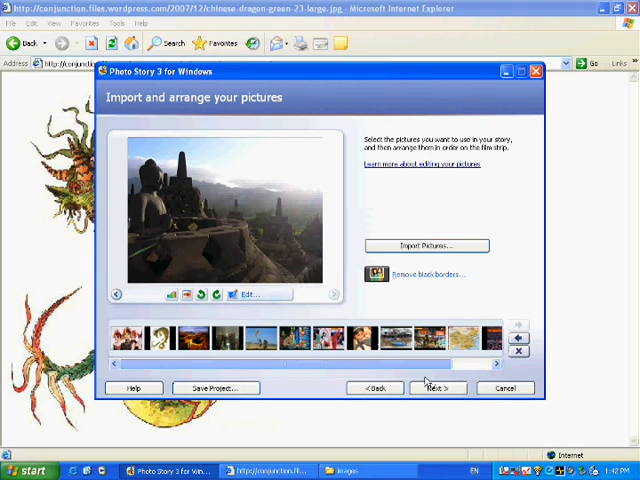 http://conjunction.files.wordpress.com/2007/12/chinese-dragon-green-23-large.jpg - Microsoft Internet Explorer
File Edit View Favorites Tools Help
Back Search Favorites
Address Go Links
Photo Story 3 for Windows
Import and arrange your pictures
Select the pictures you want to use in your story,
and then arrange them in order on the film strip.
Learn more about editing your pictures
Import Pictures...
Remove black borders...
Edit...
Help Save Project... < Back Next > Cancel
Internet
start Photo Story 3 for Win... http://conjunction.fil... images EN 1:42 PM